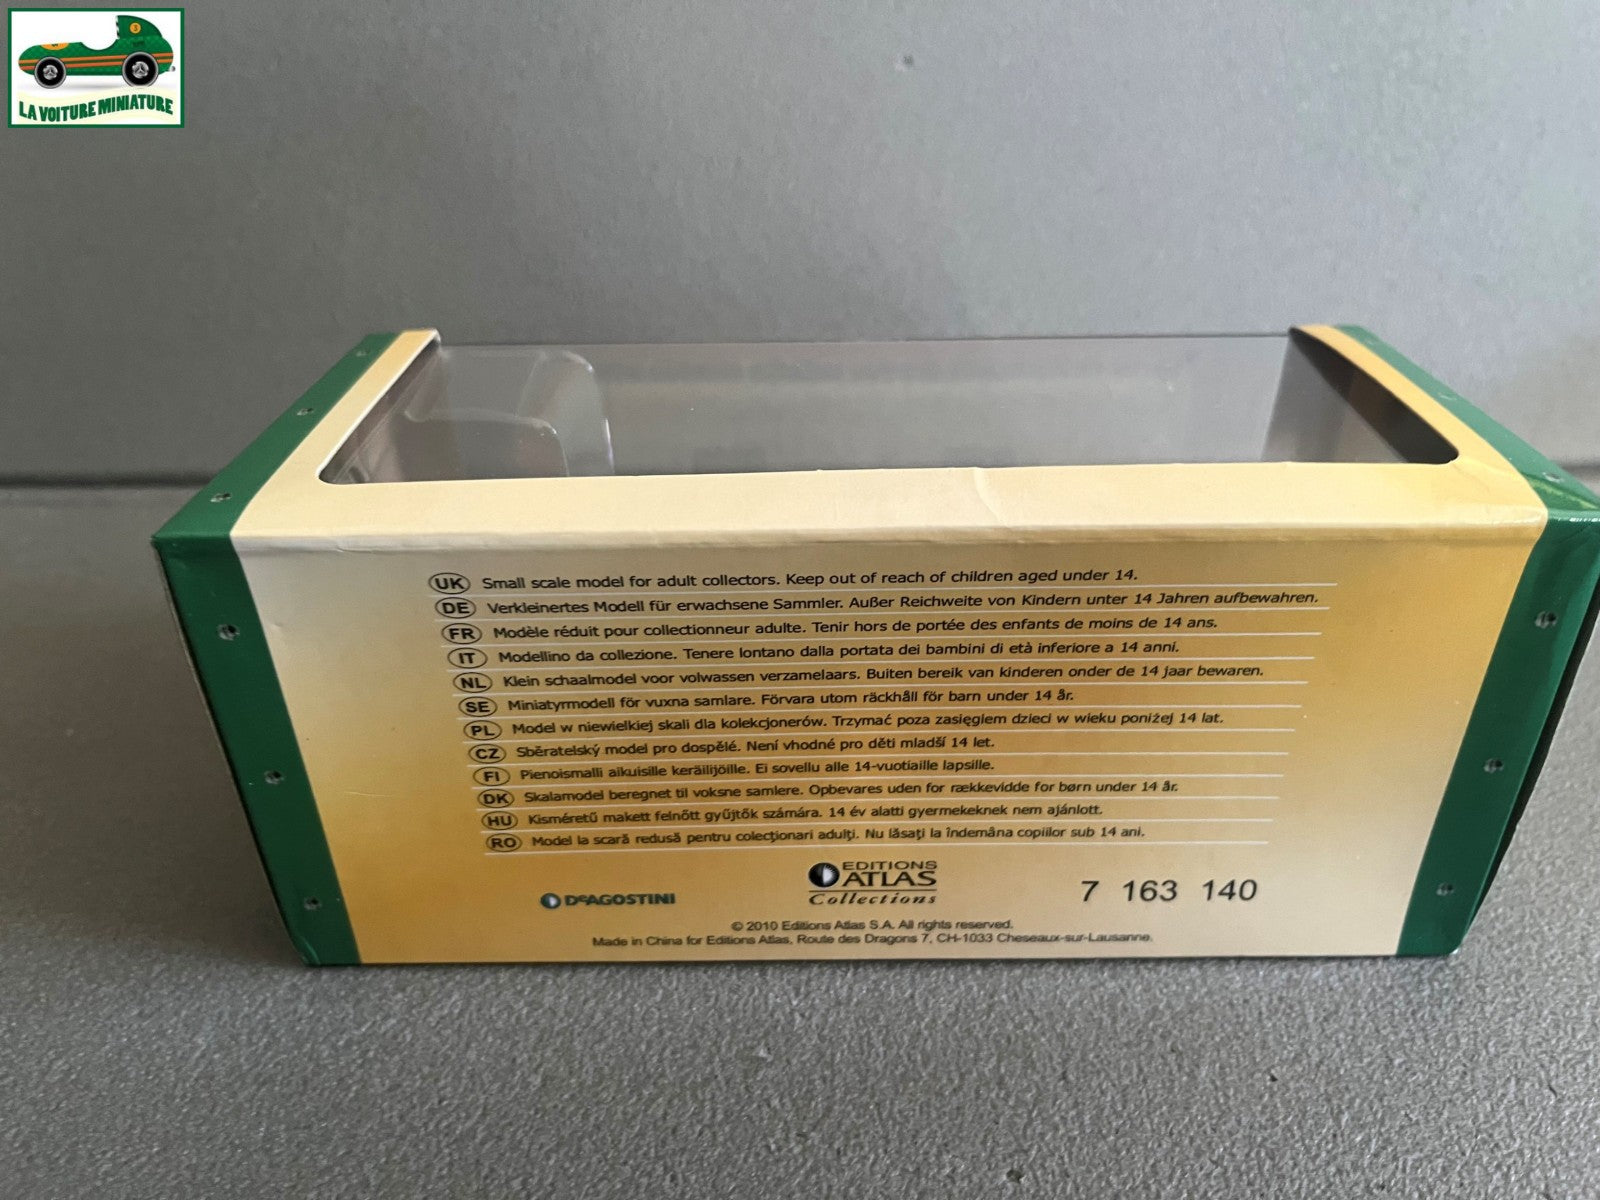 LA VOITURE MINIATURE
UK Small scale model for adult collectors. Keep out of reach of children aged under 14.
DE Verkleinertes Modell für erwachsene Sammler. Außer Reichweite von Kindern unter 14 Jahren aufbewahren.
FR Modèle réduit pour collectionneur adulte. Tenir hors de portée des enfants de moins de 14 ans.
IT Modellino da collezione. Tenere lontano dalla portata dei bambini di età inferiore a 14 anni.
NL Klein schaalmodel voor volwassen verzamelaars. Buiten bereik van kinderen onder de 14 jaar bewaren.
SE Miniatyrmodell för vuxna samlare. Förvara utom räckhåll för barn under 14 år.
PL Model w niewielkiej skali dla kolekcjonerów. Trzymać poza zasięgiem dzieci w wieku poniżej 14 lat.
CZ Sběratelský model pro dospělé. Není vhodné pro děti mladší 14 let.
FI Pienoismalli aikuisille keräilijöille. Ei sovellu alle 14-vuotiaille lapsille.
DK Skalamodel beregnet til voksne samlere. Opbevares uden for rækkevidde for børn under 14 år.
HU Kisméretű makett felnőtt gyűjtők számára. 14 év alatti gyermekeknek nem ajánlott.
RO Model la scară redusă pentru colecționari adulți. Nu lăsați la îndemâna copiilor sub 14 ani.
DeAGOSTINI
EDITIONS
ATLAS
Collections
7 163 140
© 2010 Editions Atlas S.A. All rights reserved.
Made in China for Editions Atlas, Route des Dragons 7, CH-1033 Cheseaux-sur-Lausanne.